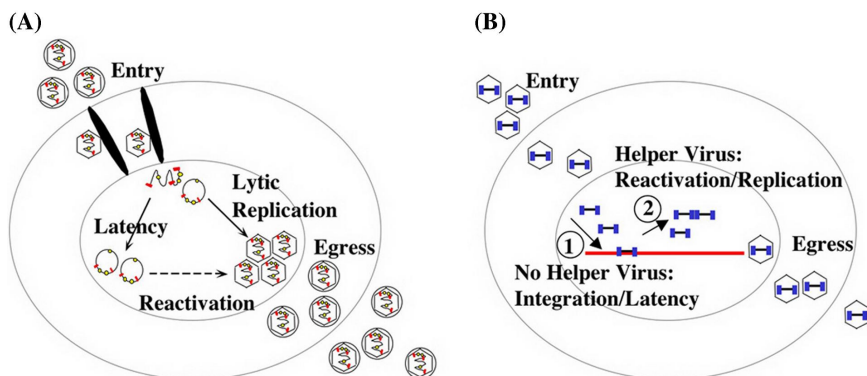 (A)
Entry
Lytic
Replication
Latency
Egress
Reactivation
(B)
Entry
Helper Virus:
Reactivation/Replication
2
1
Egress
No Helper Virus:
Integration/Latency